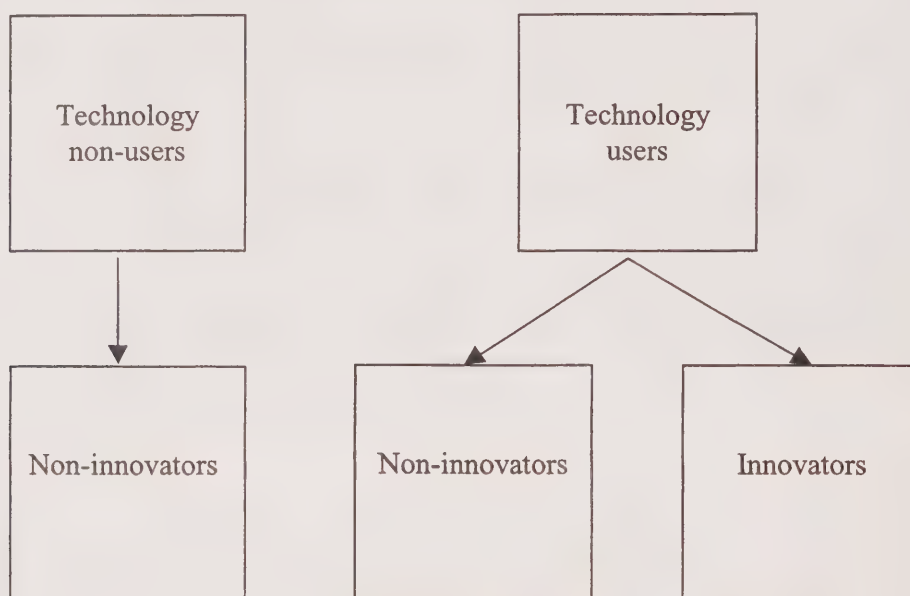 Technology
non-users
Technology
users
Non-innovators
Non-innovators
Innovators